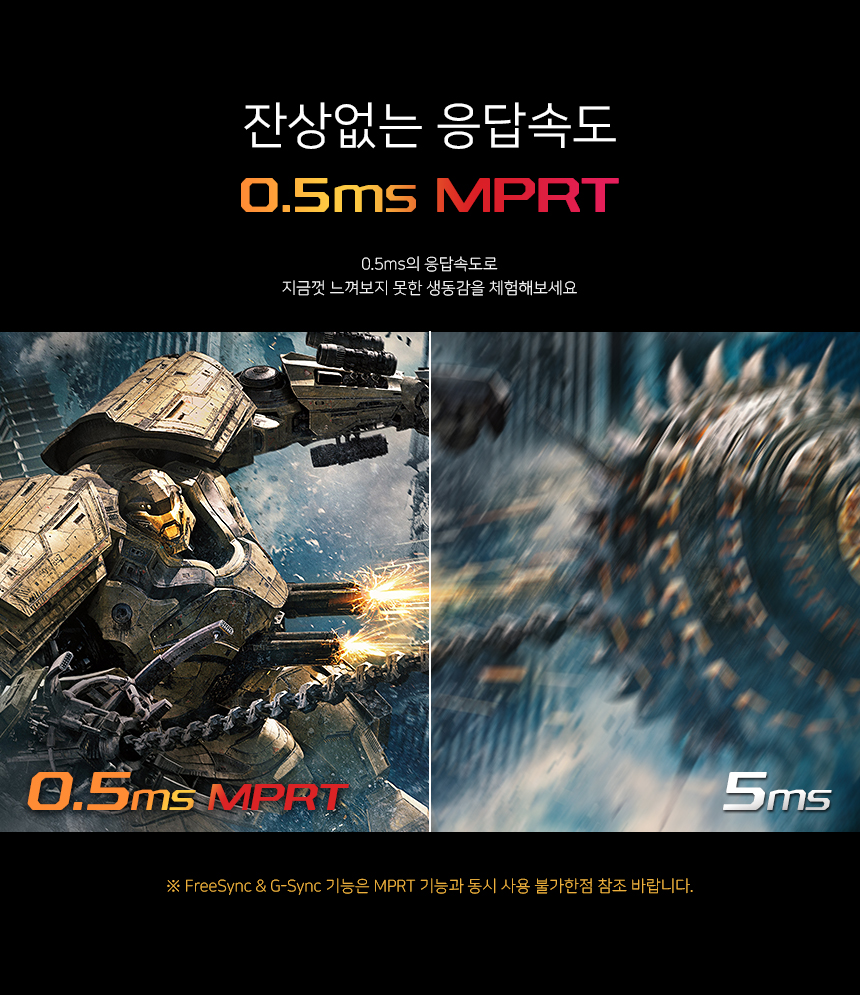 잔상없는 응답속도
0.5ms MPRT
0.5ms의 응답속도로
지금껏 느껴보지 못한 생동감을 체험해보세요
0.5ms MPRT
5ms
※ FreeSync & G-Sync 기능은 MPRT 기능과 동시 사용 불가한점 참조 바랍니다.